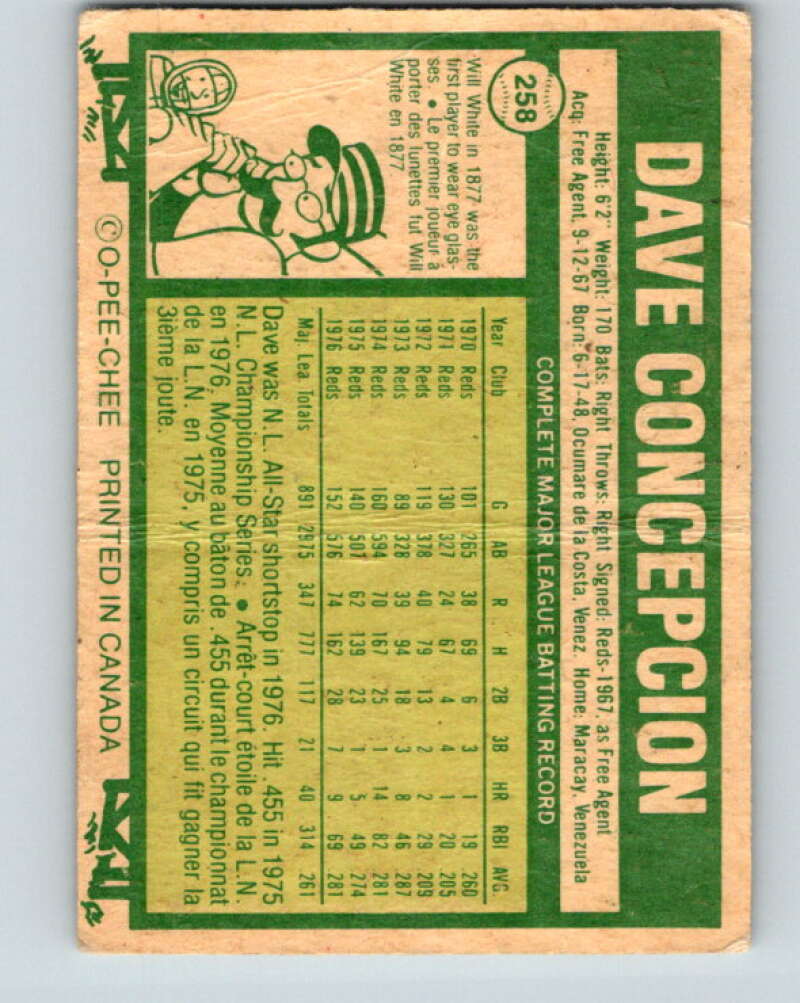 DAVE CONCEPCION
Height: 6'2" Weight: 170 Bats: Right Throws: Right Signed: Reds-1967, as Free Agent
Acq: Free Agent, 9-12-67 Born: 6-17-48, Ocumare de la Costa, Venez. Home: Maracay, Venezuela
258
COMPLETE MAJOR LEAGUE BATTING RECORD
Will White in 1877 was the
first player to wear eye glas-
ses. • Le premier joueur à
porter des lunettes fut Will
White en 1877
Year Club G AB R H 2B 3B HR RBI AVG.
1970 Reds 101 265 38 69 6 3 1 19 260
1971 Reds 130 327 24 67 4 4 1 20 205
1972 Reds 119 378 40 79 13 2 2 29 209
1973 Reds 89 328 39 94 18 3 8 46 287
1974 Reds 160 594 70 167 25 1 14 82 281
1975 Reds 140 507 62 139 23 1 5 49 274
1976 Reds 152 576 74 162 28 7 9 69 281
Maj. Lea Totals 891 2975 347 777 117 21 40 314 261
Dave was N.L. All-Star shortstop in 1976. Hit .455 in 1975
N.L. Championship Series. • Arrêt-court étoile de la L.N.
en 1976. Moyenne au bâton de .455 durant le championnat
de la L.N. en 1975, y compris un circuit qui fit gagner la
3ième joute.
©O-PEE-CHEE PRINTED IN CANADA